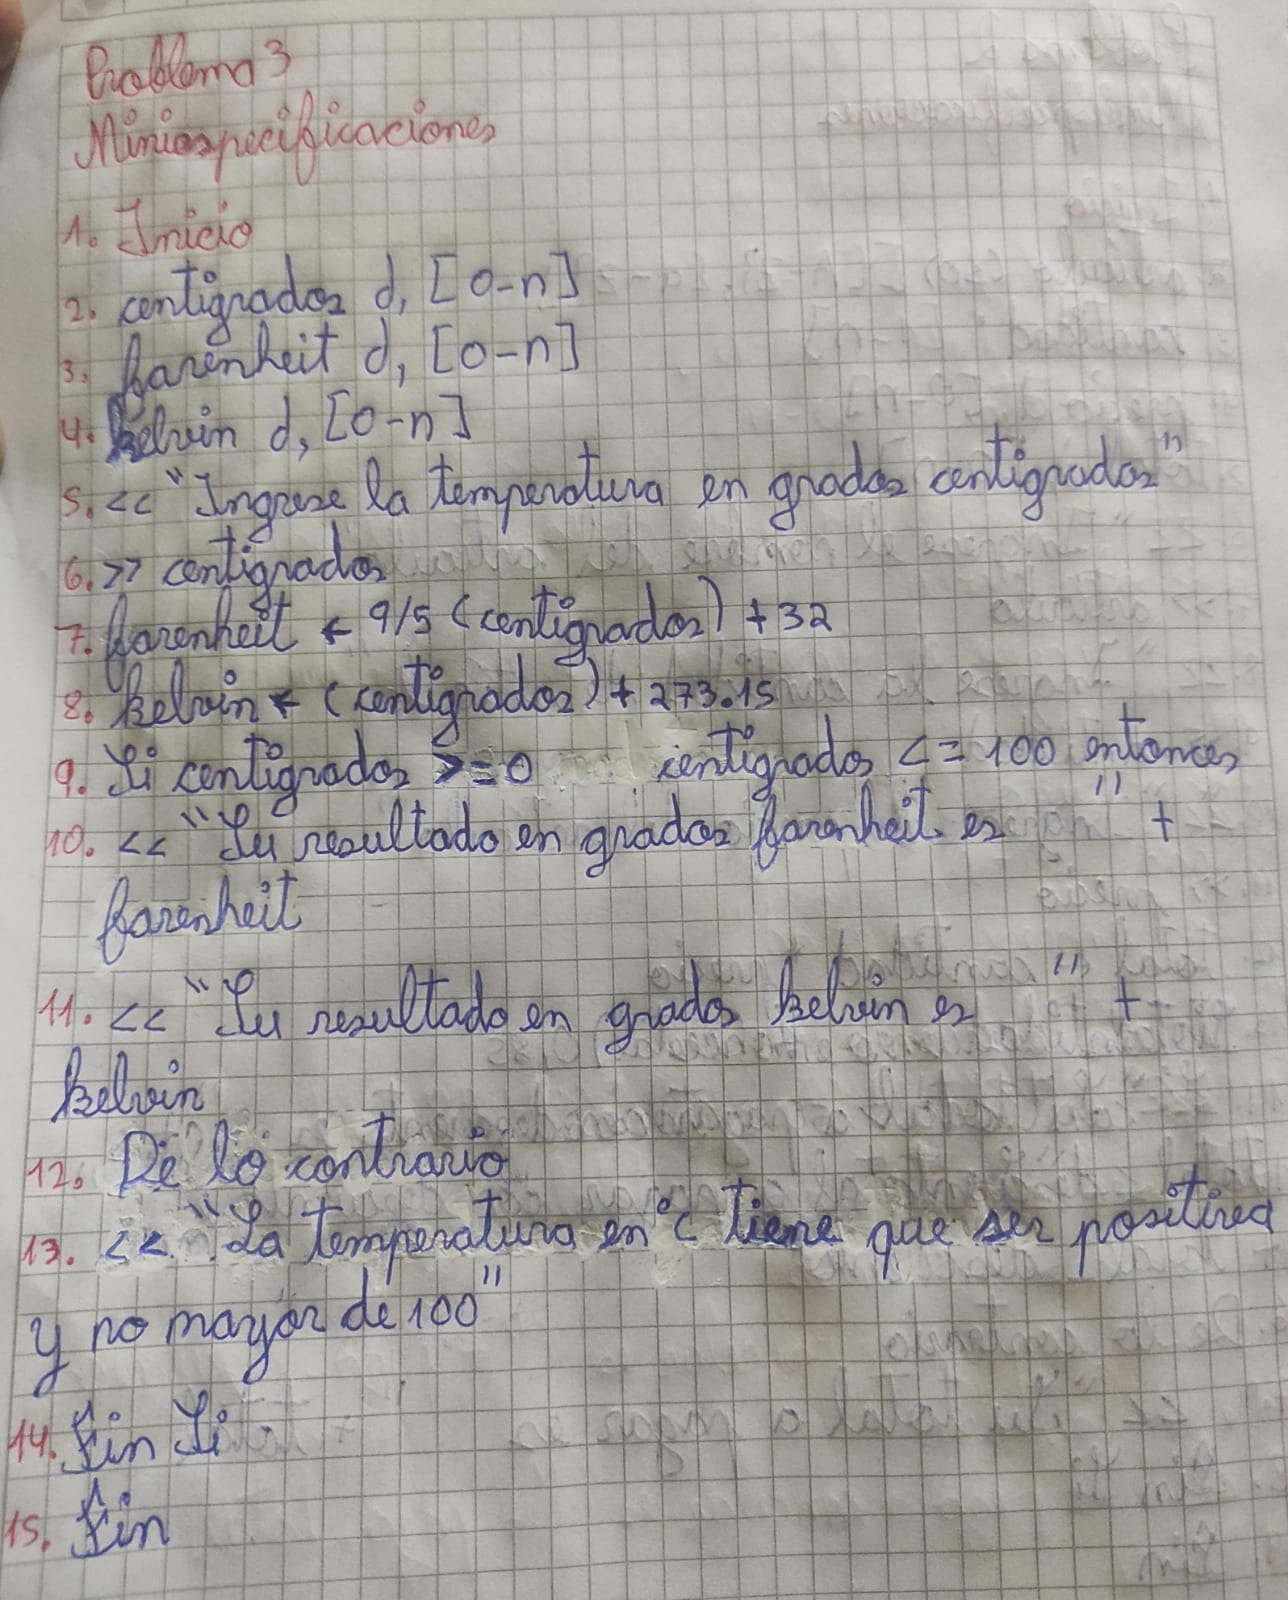 Problema 3
Miniespecificaciones
1. Inicio
2. centigrados d, [0-n]
3. farenheit d, [0-n]
4. kelvin d, [0-n]
5. << "Ingrese la temperatura en grados centigrados"
6. >> centigrados
7. farenheit ← 9/5 (centigrados) + 32
8. kelvin ← (centigrados) + 273.15
9. Si centigrados >= 0 centigrados <= 100 entonces
10. << "Su resultado en grados farenheit es " +
farenheit
11. << "Su resultado en grados kelvin es " +
kelvin
12. De lo contrario
13. << "La temperatura en °C tiene que ser positiva
y no mayor de 100"
14. Fin Si
15. Fin